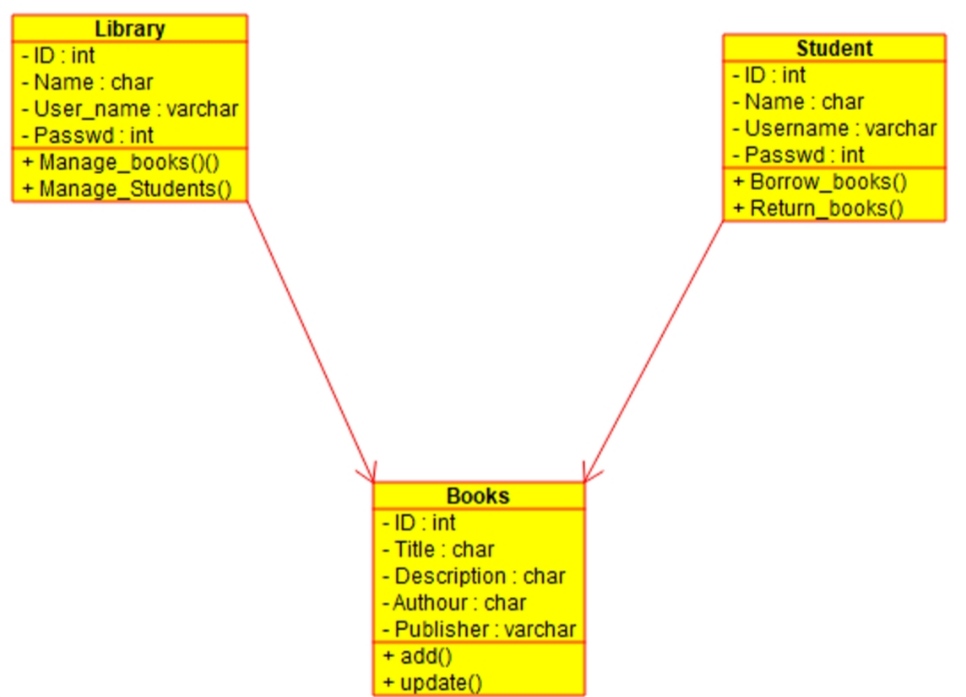 Library
- ID : int
- Name : char
- User_name : varchar
- Passwd : int
+ Manage_books()()
+ Manage_Students()
Student
- ID : int
- Name : char
- Username : varchar
- Passwd : int
+ Borrow_books()
+ Return_books()
Books
- ID : int
- Title : char
- Description : char
- Authour : char
- Publisher : varchar
+ add()
+ update()